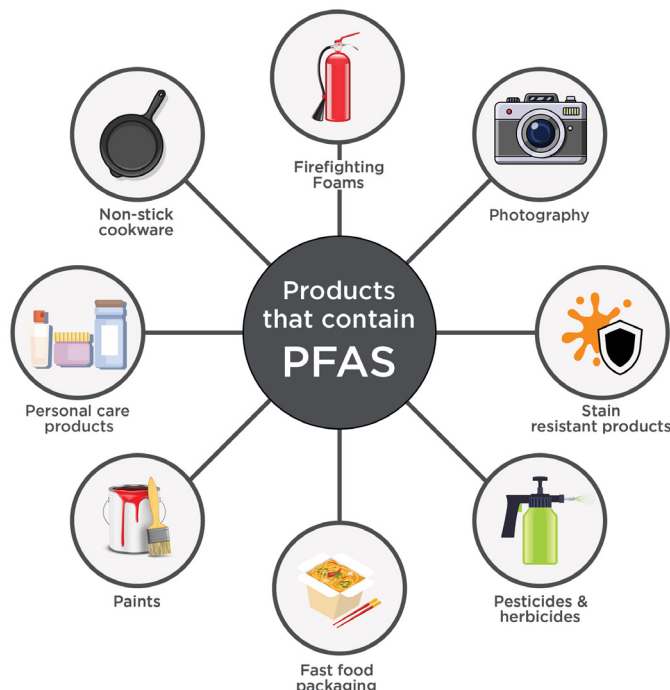 Products
that contain
PFAS
Firefighting
Foams
Photography
Stain
resistant products
Pesticides &
herbicides
Fast food
packaging
Paints
Personal care
products
Non-stick
cookware